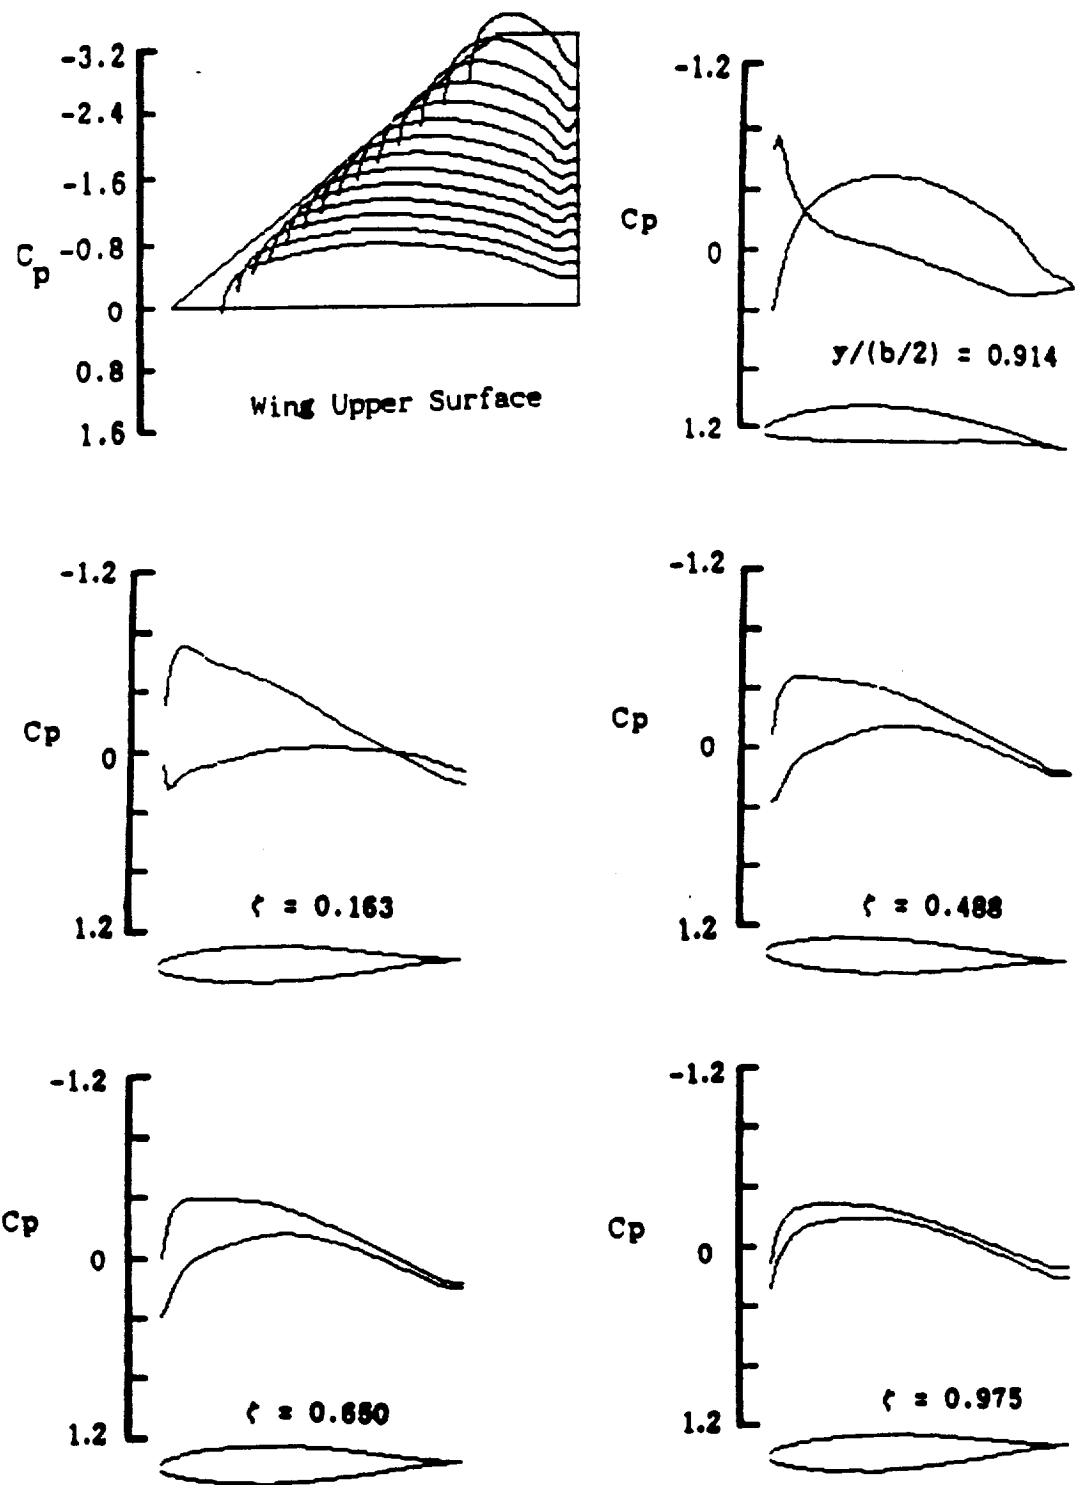 -3.2
-2.4
-1.6
-0.8
0
0.8
1.6
Cp
Wing Upper Surface
-1.2
0
1.2
Cp
y/(b/2) = 0.914
-1.2
0
1.2
Cp
ζ = 0.163
-1.2
0
1.2
Cp
ζ = 0.488
-1.2
0
1.2
Cp
ζ = 0.650
-1.2
0
1.2
Cp
ζ = 0.975